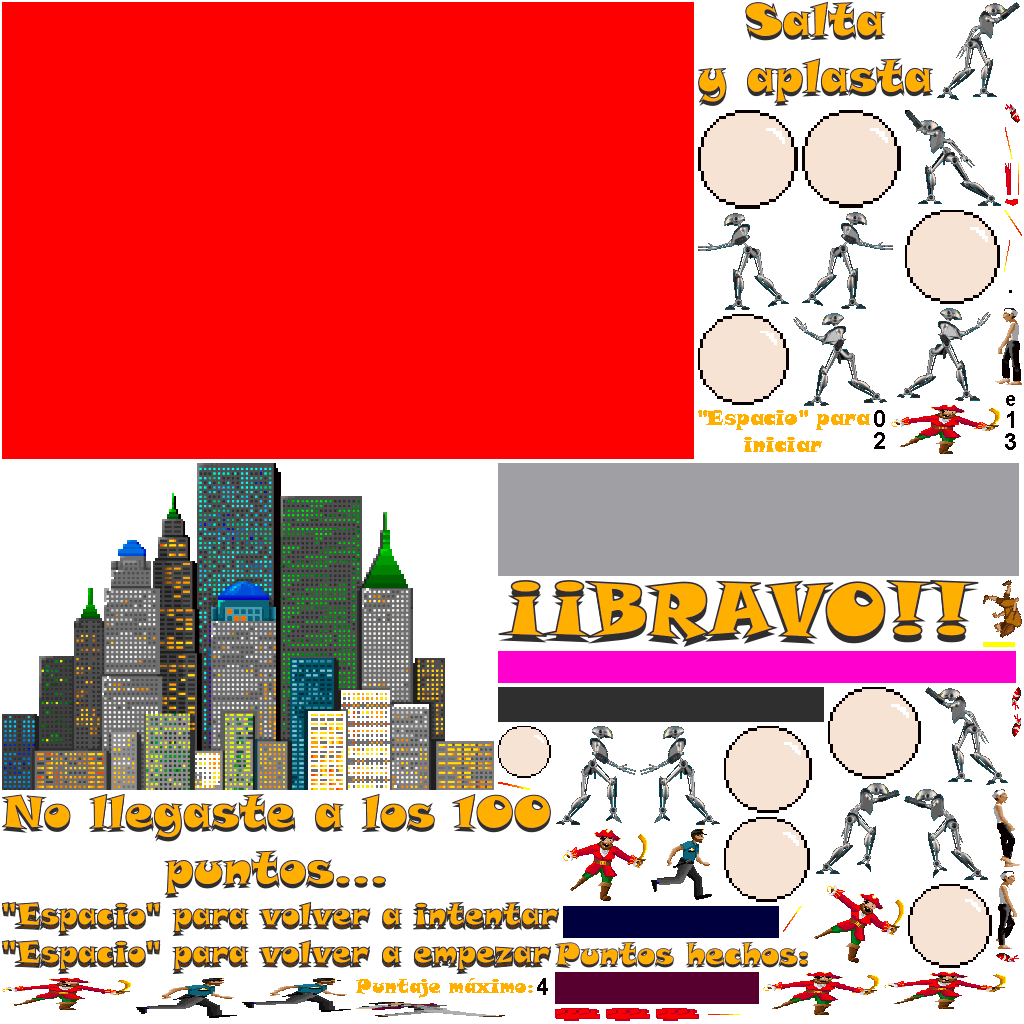 Salta
y aplasta
"Espacio" para
iniciar
0
2
e
1
3
¡¡BRAVO!!
No llegaste a los 100
puntos...
"Espacio" para volver a intentar
"Espacio" para volver a empezar
Puntos hechos:
Puntaje máximo:
4